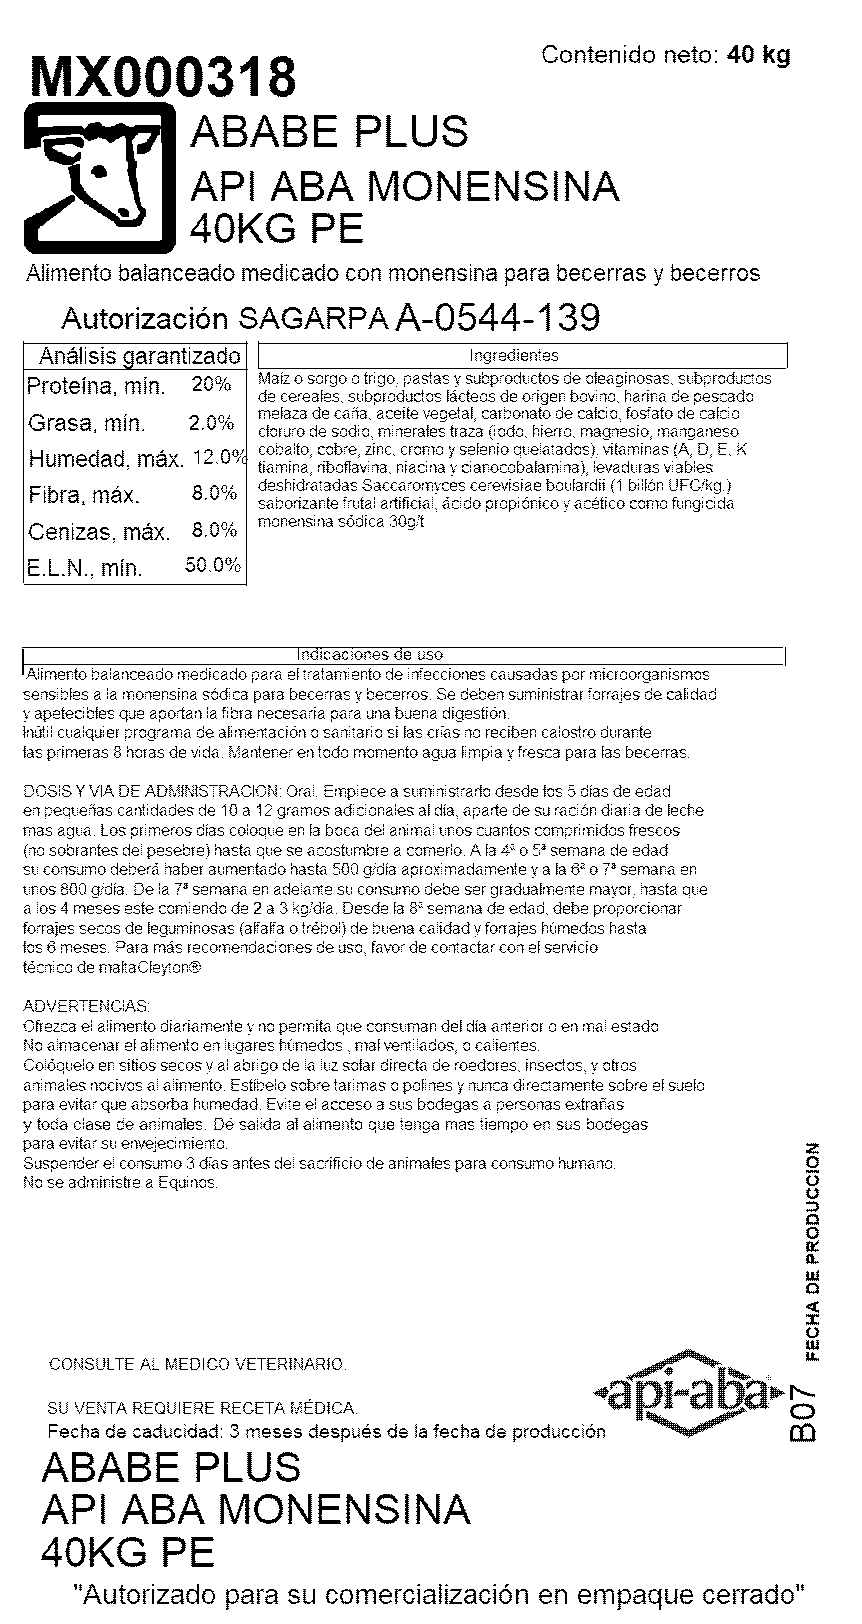 Contenido neto: 40 kg
MX000318
ABABE PLUS
API ABA MONENSINA
40KG PE
Alimento balanceado medicado con monensina para becerras y becerros
Autorización SAGARPA A-0544-139
Análisis garantizado
Proteína, mín. 20%
Grasa, mín. 2.0%
Humedad, máx. 12.0%
Fibra, máx. 8.0%
Cenizas, máx. 8.0%
E.L.N., mín. 50.0%
Ingredientes
Maíz o sorgo o trigo, pastas y subproductos de oleaginosas, subproductos
de cereales, subproductos lácteos de origen bovino, harina de pescado
melaza de caña, aceite vegetal, carbonato de calcio, fosfato de calcio
cloruro de sodio, minerales traza (iodo, hierro, magnesio, manganeso
cobalto, cobre, zinc, cromo y selenio quelatados), vitaminas (A, D, E, K
tiamina, riboflavina, niacina y cianocobalamina), levaduras viables
deshidratadas Saccaromyces cerevisiae boulardii (1 billón UFC/kg.)
saborizante frutal artificial, ácido propiónico y acético como fungicida
monensina sódica 30g/t
Indicaciones de uso
Alimento balanceado medicado para el tratamiento de infecciones causadas por microorganismos
sensibles a la monensina sódica para becerras y becerros. Se deben suministrar forrajes de calidad
y apetecibles que aportan la fibra necesaria para una buena digestión.
Inútil cualquier programa de alimentación o sanitario si las crías no reciben calostro durante
las primeras 8 horas de vida. Mantener en todo momento agua limpia y fresca para las becerras.
DOSIS Y VIA DE ADMINISTRACION: Oral. Empiece a suministrarlo desde los 5 días de edad
en pequeñas cantidades de 10 a 12 gramos adicionales al día, aparte de su ración diaria de leche
mas agua. Los primeros días coloque en la boca del animal unos cuantos comprimidos frescos
(no sobrantes del pesebre) hasta que se acostumbre a comerlo. A la 4ª o 5ª semana de edad
su consumo deberá haber aumentado hasta 500 g/día aproximadamente y a la 6ª o 7ª semana en
unos 800 g/día. De la 7ª semana en adelante su consumo debe ser gradualmente mayor, hasta que
a los 4 meses este comiendo de 2 a 3 kg/día. Desde la 8ª semana de edad, debe proporcionar
forrajes secos de leguminosas (alfalfa o trébol) de buena calidad y forrajes húmedos hasta
los 6 meses. Para más recomendaciones de uso, favor de contactar con el servicio
técnico de maltaCleyton®
ADVERTENCIAS:
Ofrezca el alimento diariamente y no permita que consuman del día anterior o en mal estado
No almacenar el alimento en lugares húmedos , mal ventilados, o calientes.
Colóquelo en sitios secos y al abrigo de la luz solar directa de roedores, insectos, y otros
animales nocivos al alimento. Estíbelo sobre tarimas o polines y nunca directamente sobre el suelo
para evitar que absorba humedad. Evite el acceso a sus bodegas a personas extrañas
y toda clase de animales. Dé salida al alimento que tenga mas tiempo en sus bodegas
para evitar su envejecimiento.
Suspender el consumo 3 días antes del sacrificio de animales para consumo humano.
No se administre a Equinos.
FECHA DE PRODUCCION
B07
CONSULTE AL MEDICO VETERINARIO.
api-aba
SU VENTA REQUIERE RECETA MÉDICA.
Fecha de caducidad: 3 meses después de la fecha de producción
ABABE PLUS
API ABA MONENSINA
40KG PE
"Autorizado para su comercialización en empaque cerrado"